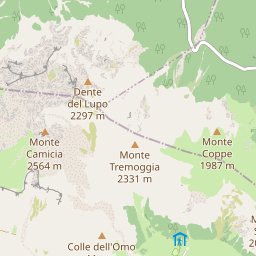 Dente
del Lupo
2297 m
Monte
Camicia
2564 m
Monte
Tremoggia
2331 m
Monte
Coppe
1987 m
Colle dell'Omo